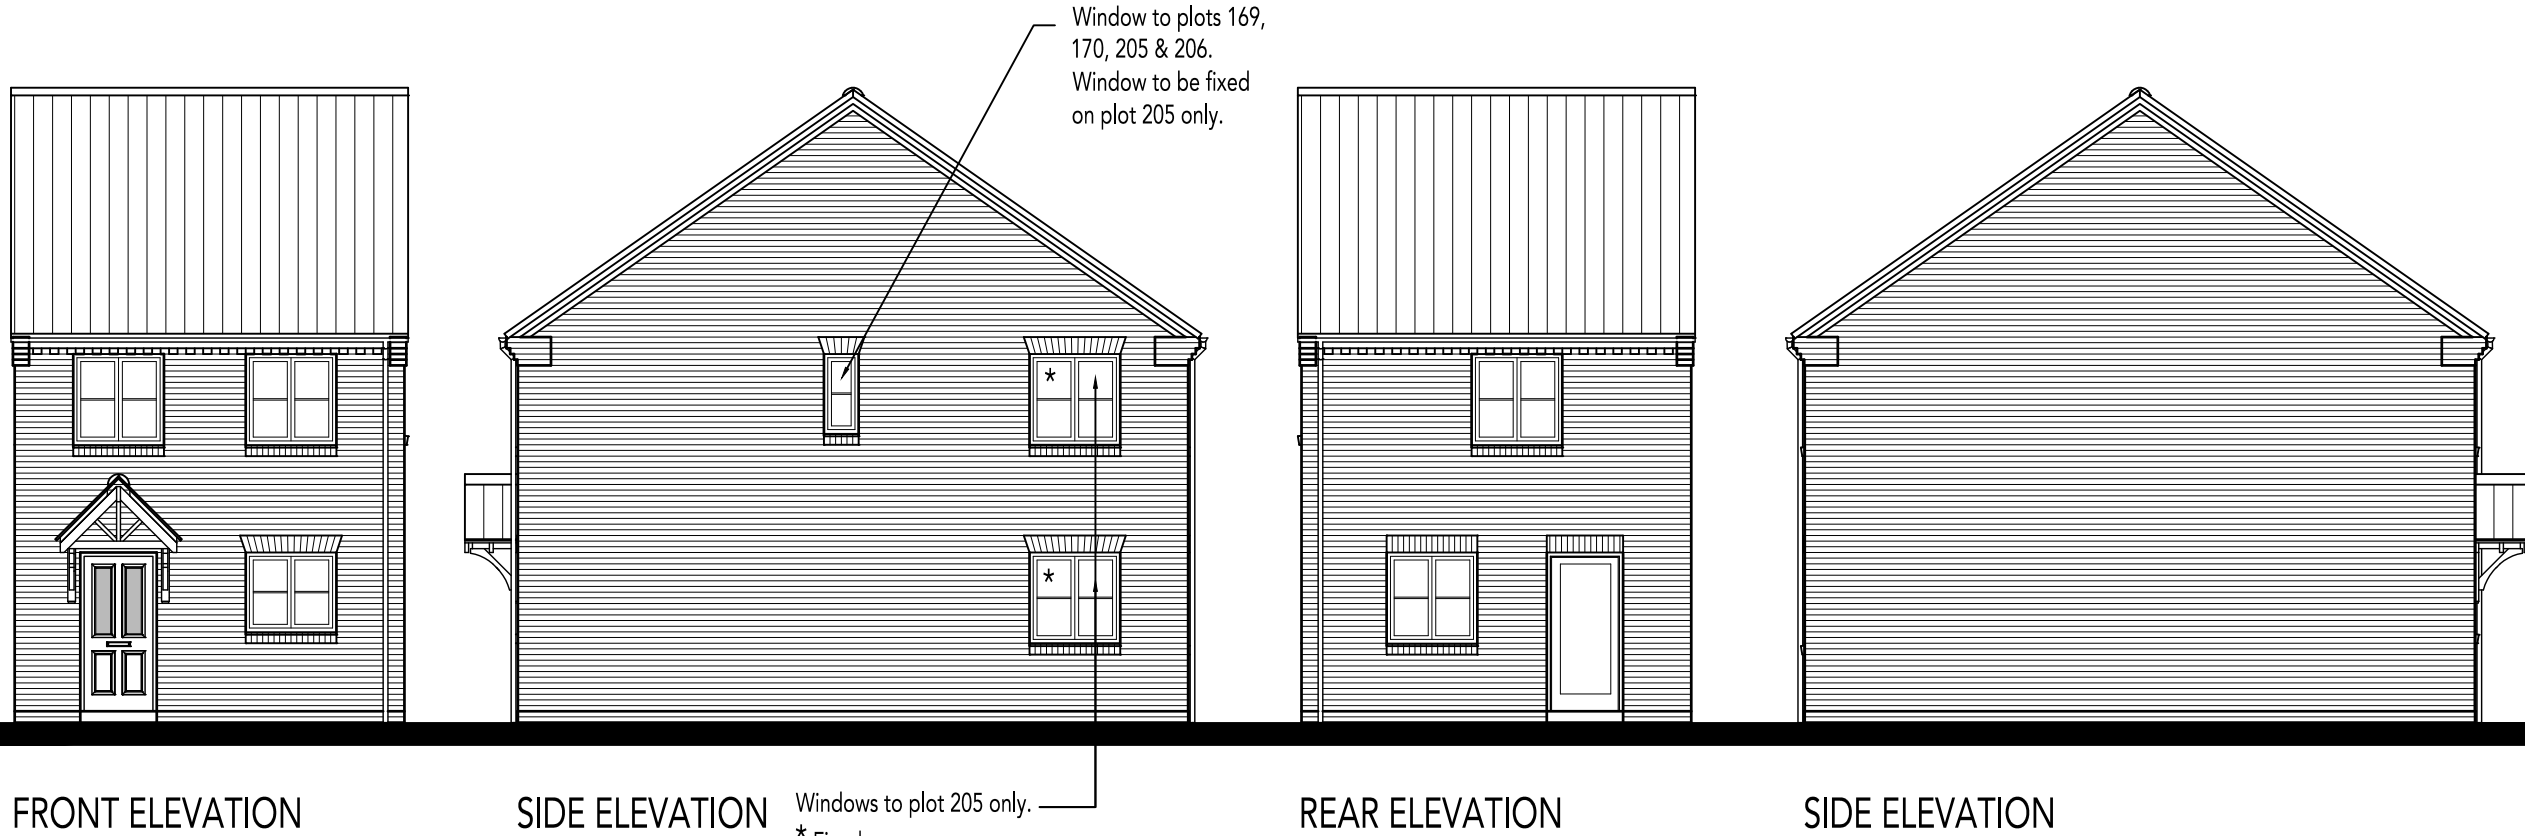 Window to plots 169,
170, 205 & 206.
Window to be fixed
on plot 205 only.
*
*
FRONT ELEVATION
SIDE ELEVATION
Windows to plot 205 only.
*
REAR ELEVATION
SIDE ELEVATION